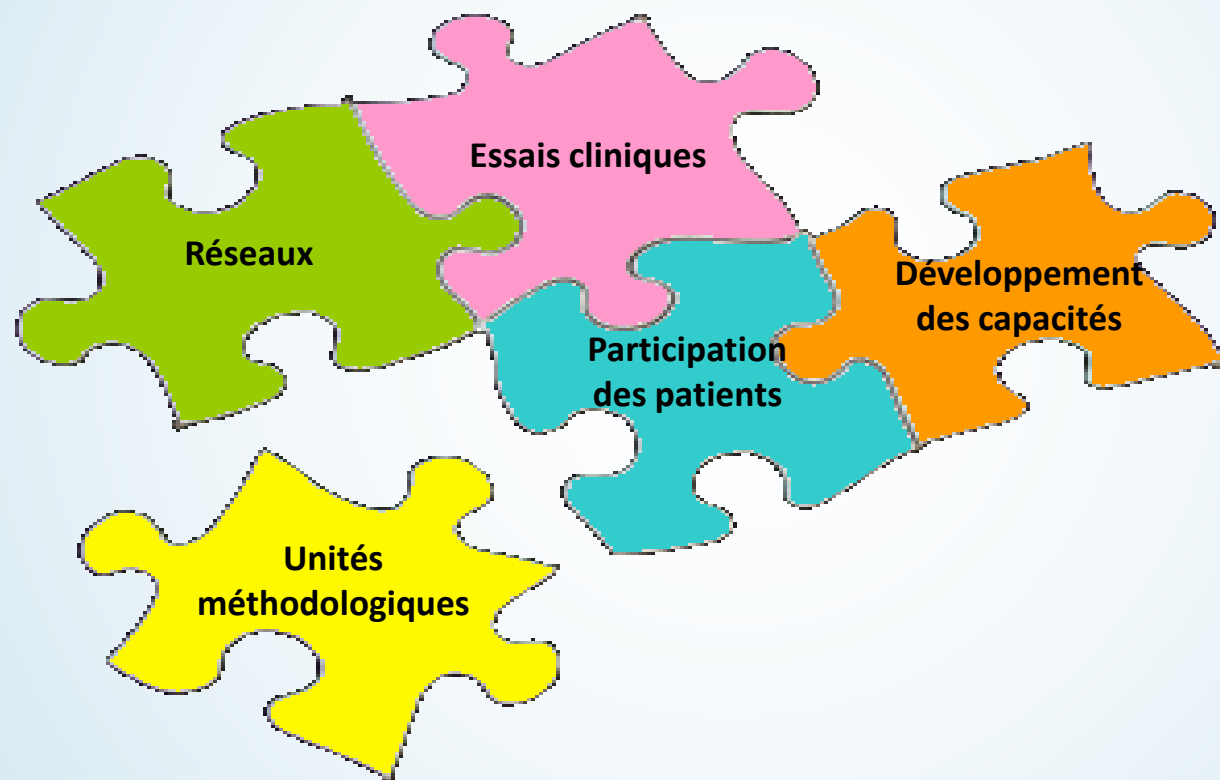 Essais cliniques
Réseaux
Développement
des capacités
Participation
des patients
Unités
méthodologiques